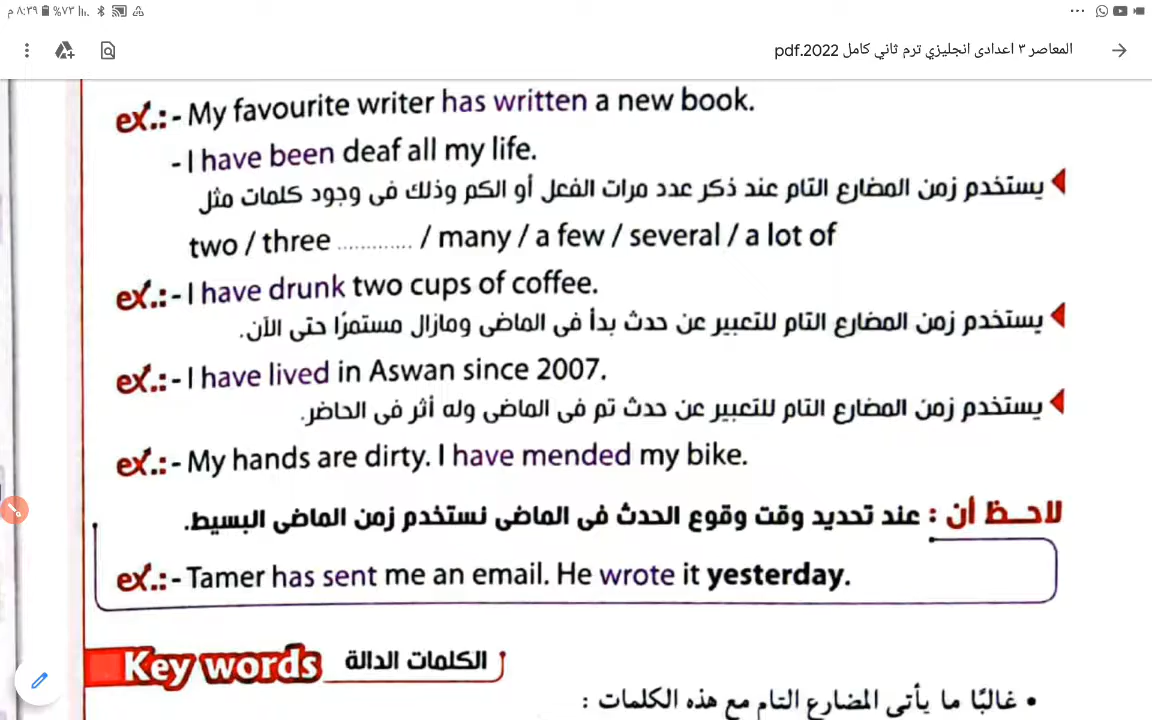 ٨:٣٩ م ٧٣%
المعاصر ٣ اعدادى انجليزي ترم ثاني كامل 2022.pdf
ex.: - My favourite writer has written a new book.
- I have been deaf all my life.
يستخدم زمن المضارع التام عند ذكر عدد مرات الفعل أو الكم وذلك فى وجود كلمات مثل
two / three ............ / many / a few / several / a lot of
ex.: - I have drunk two cups of coffee.
يستخدم زمن المضارع التام للتعبير عن حدث بدأ فى الماضى ومازال مستمرًا حتى الآن.
ex.: - I have lived in Aswan since 2007.
يستخدم زمن المضارع التام للتعبير عن حدث تم فى الماضى وله أثر فى الحاضر.
ex.: - My hands are dirty. I have mended my bike.
لاحـظ أن : عند تحديد وقت وقوع الحدث فى الماضى نستخدم زمن الماضى البسيط.
ex.: - Tamer has sent me an email. He wrote it yesterday.
Key words الكلمات الدالة
• غالبًا ما يأتى المضارع التام مع هذه الكلمات :